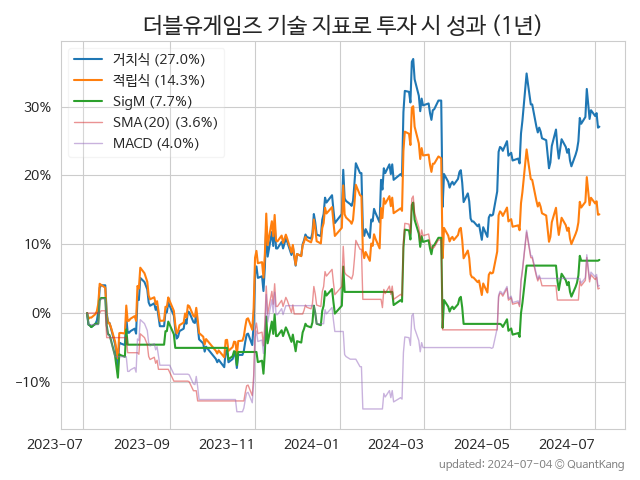 더블유게임즈 기술 지표로 투자 시 성과 (1년)
거치식 (27.0%)
적립식 (14.3%)
SigM (7.7%)
SMA(20) (3.6%)
MACD (4.0%)
30%
20%
10%
0%
−10%
2023-07 2023-09 2023-11 2024-01 2024-03 2024-05 2024-07
updated: 2024-07-04 © QuantKang